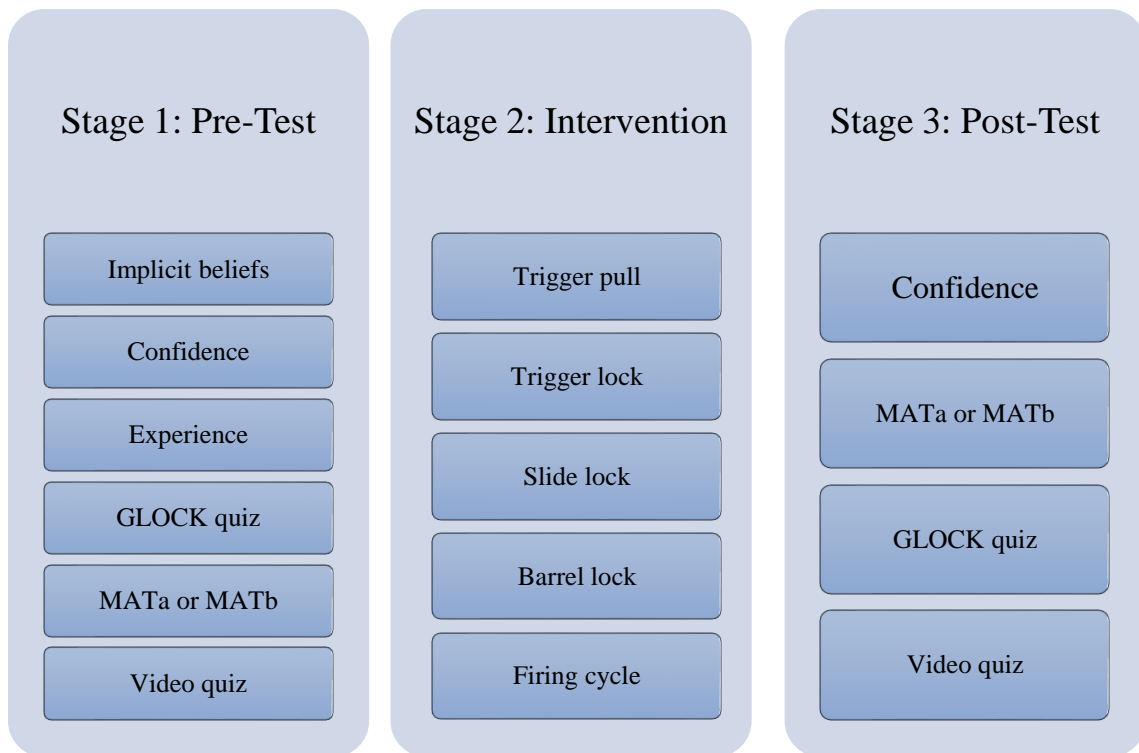 Stage 1: Pre-Test
Implicit beliefs
Confidence
Experience
GLOCK quiz
MATa or MATb
Video quiz
Stage 2: Intervention
Trigger pull
Trigger lock
Slide lock
Barrel lock
Firing cycle
Stage 3: Post-Test
Confidence
MATa or MATb
GLOCK quiz
Video quiz